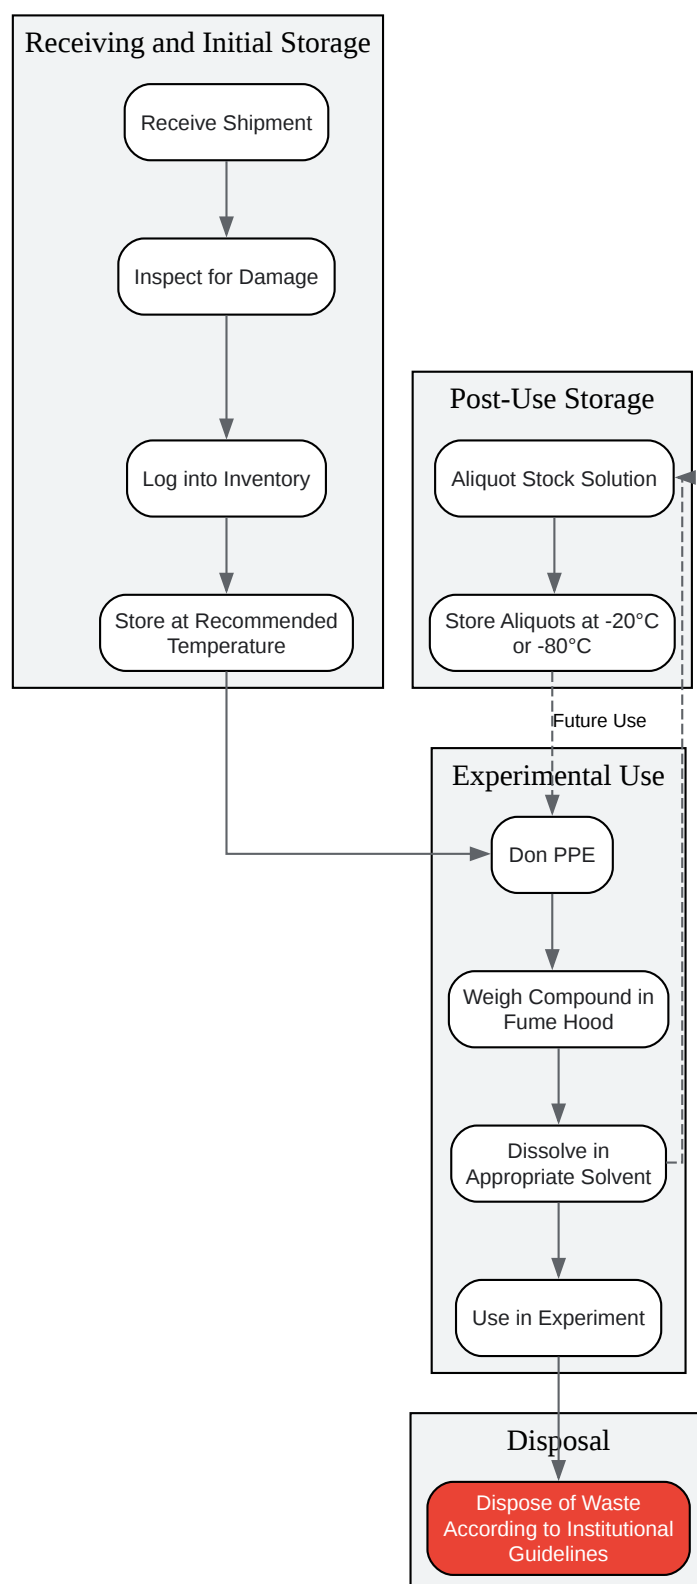 Receiving and Initial Storage
Receive Shipment
Inspect for Damage
Log into Inventory
Store at Recommended
Temperature
Post-Use Storage
Aliquot Stock Solution
Store Aliquots at -20°C
or -80°C
Future Use
Experimental Use
Don PPE
Weigh Compound in
Fume Hood
Dissolve in
Appropriate Solvent
Use in Experiment
Disposal
Dispose of Waste
According to Institutional
Guidelines